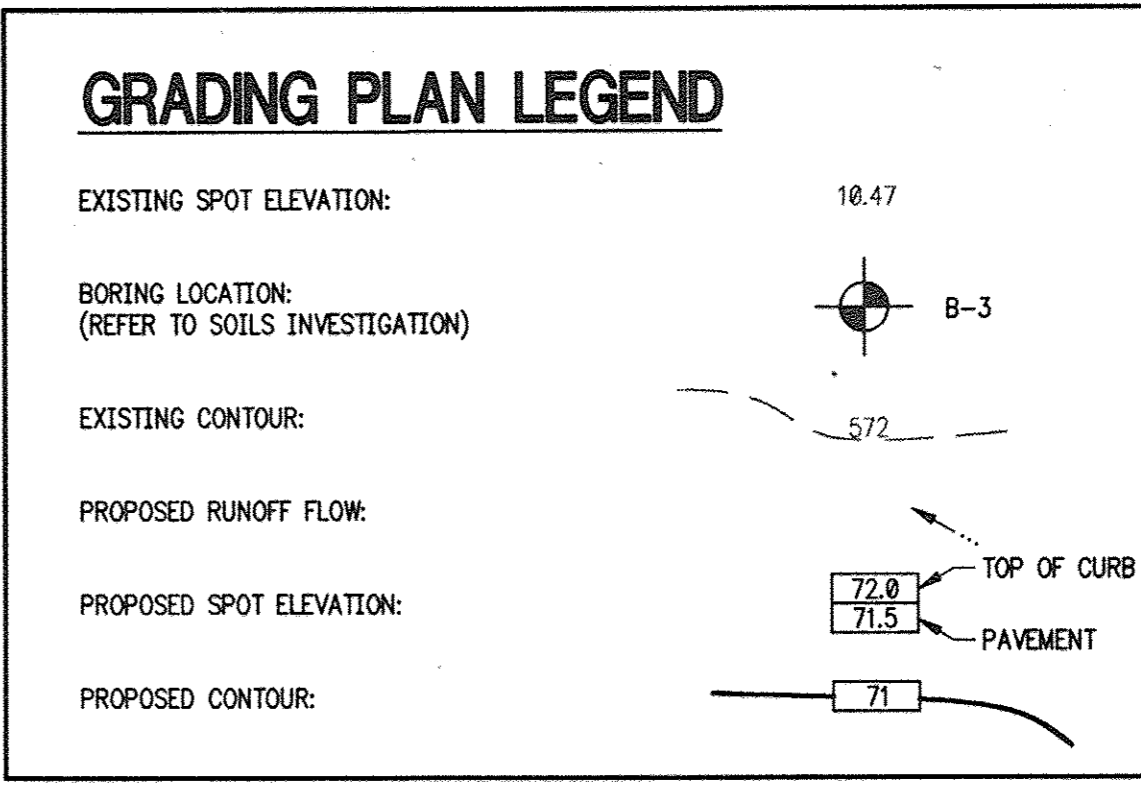 GRADING PLAN LEGEND
EXISTING SPOT ELEVATION: 10.47
BORING LOCATION:
(REFER TO SOILS INVESTIGATION)
B-3
EXISTING CONTOUR: 572
PROPOSED RUNOFF FLOW:
PROPOSED SPOT ELEVATION:
72.0 TOP OF CURB
71.5 PAVEMENT
PROPOSED CONTOUR: 71